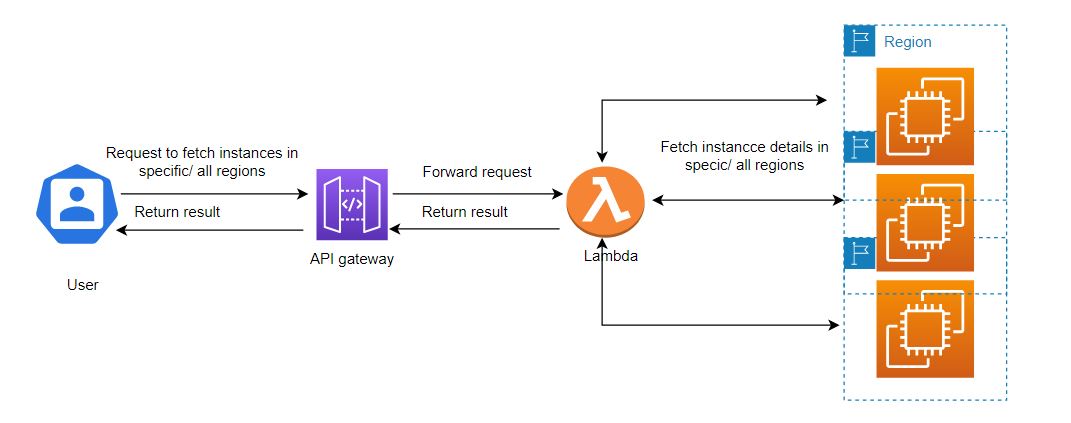 Region
Request to fetch instances in
specific/ all regions
Return result
User
API gateway
Forward request
Return result
Lambda
Fetch instancce details in
specic/ all regions